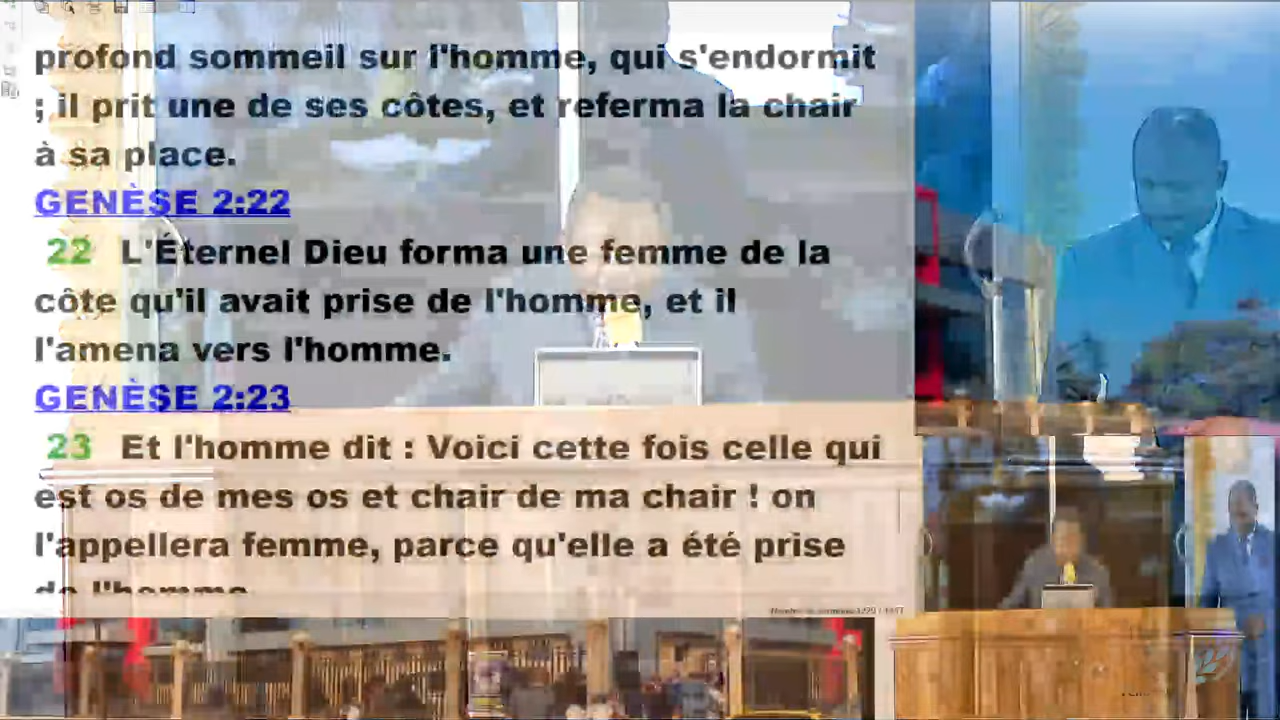 profond sommeil sur l'homme, qui s'endormit
; il prit une de ses côtes, et referma la chair
à sa place.
GENÈSE 2:22
22 L'Éternel Dieu forma une femme de la
côte qu'il avait prise de l'homme, et il
l'amena vers l'homme.
GENÈSE 2:23
23 Et l'homme dit : Voici cette fois celle qui
est os de mes os et chair de ma chair ! on
l'appellera femme, parce qu'elle a été prise
de l'homme